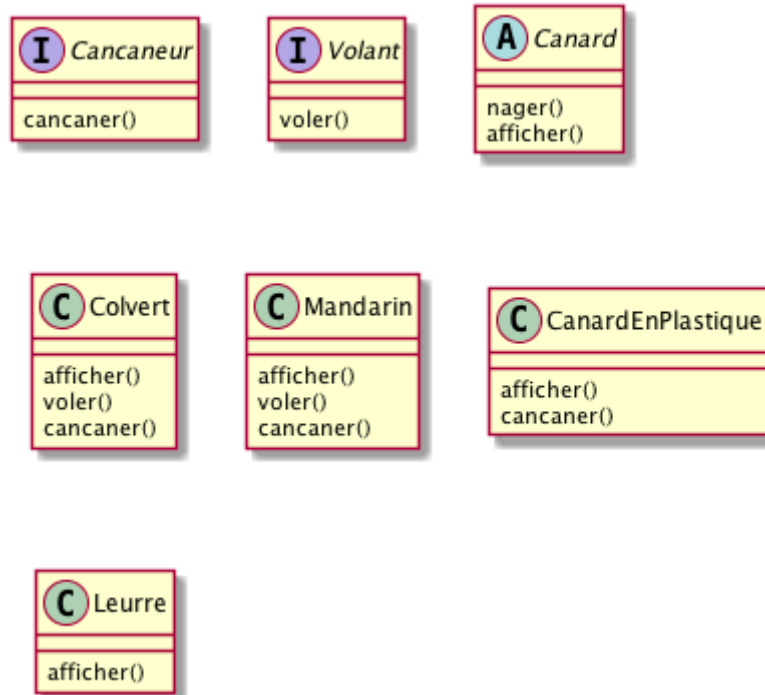 I Cancaneur
cancaner()
I Volant
voler()
A Canard
nager()
afficher()
C Colvert
afficher()
voler()
cancaner()
C Mandarin
afficher()
voler()
cancaner()
C CanardEnPlastique
afficher()
cancaner()
C Leurre
afficher()